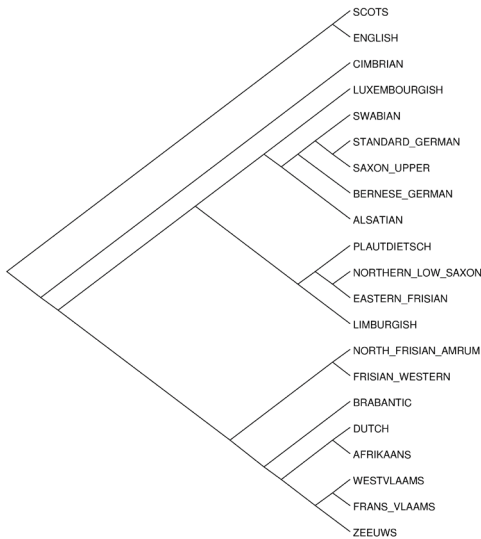 SCOTS
ENGLISH
CIMBRIAN
LUXEMBOURGISH
SWABIAN
STANDARD_GERMAN
SAXON_UPPER
BERNESE_GERMAN
ALSATIAN
PLAUTDIETSCH
NORTHERN_LOW_SAXON
EASTERN_FRISIAN
LIMBURGISH
NORTH_FRISIAN_AMRUM
FRISIAN_WESTERN
BRABANTIC
DUTCH
AFRIKAANS
WESTVLAAMS
FRANS_VLAAMS
ZEEUWS